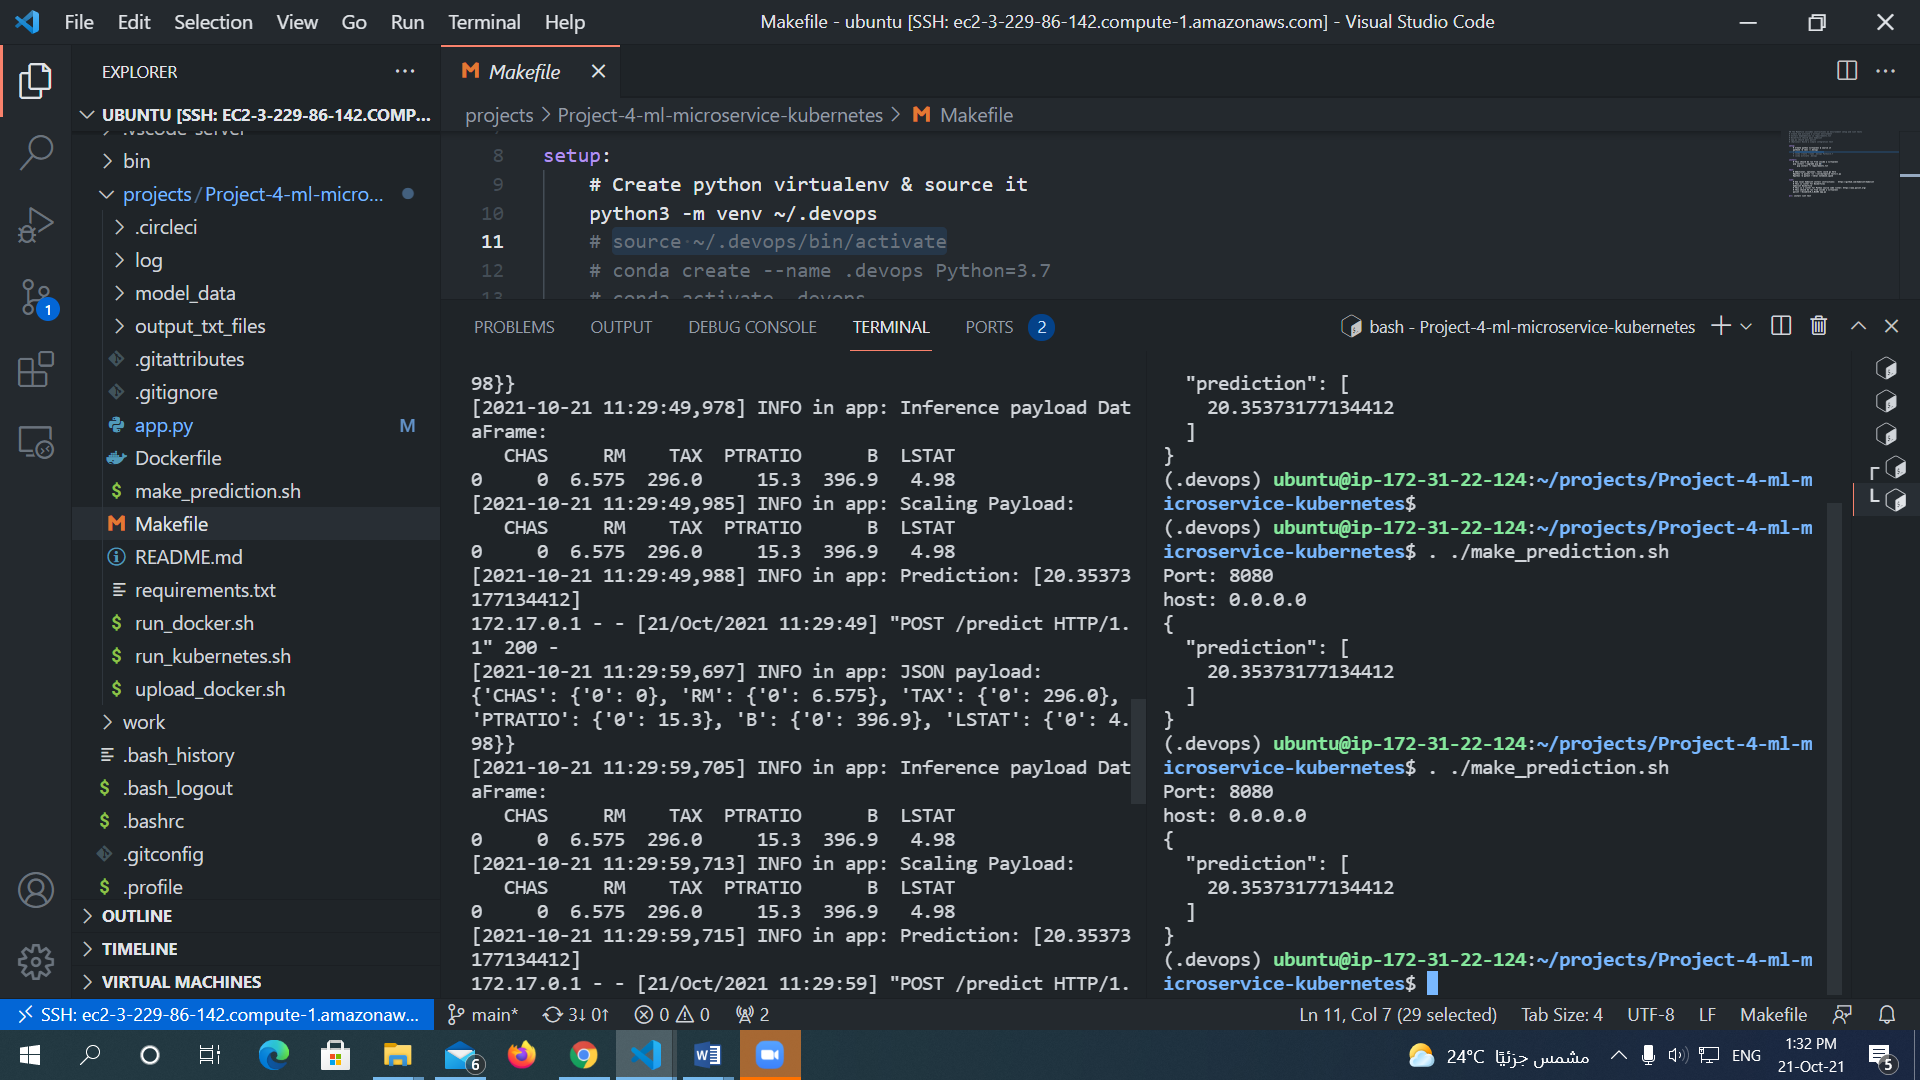 File Edit Selection View Go Run Terminal Help
Makefile - ubuntu [SSH: ec2-3-229-86-142.compute-1.amazonaws.com] - Visual Studio Code
EXPLORER
UBUNTU [SSH: EC2-3-229-86-142.COMP...
.vscode-server
bin
projects / Project-4-ml-micro...
.circleci
log
model_data
output_txt_files
.gitattributes
.gitignore
app.py M
Dockerfile
make_prediction.sh
Makefile
README.md
requirements.txt
run_docker.sh
run_kubernetes.sh
upload_docker.sh
work
.bash_history
.bash_logout
.bashrc
.gitconfig
.profile
OUTLINE
TIMELINE
VIRTUAL MACHINES
1
Makefile
projects > Project-4-ml-microservice-kubernetes > Makefile
8 setup:
9 # Create python virtualenv & source it
10 python3 -m venv ~/.devops
11 # source ~/.devops/bin/activate
12 # conda create --name .devops Python=3.7
13 # conda activate .devops
PROBLEMS OUTPUT DEBUG CONSOLE TERMINAL PORTS 2
bash - Project-4-ml-microservice-kubernetes
98}}
[2021-10-21 11:29:49,978] INFO in app: Inference payload Dat
aFrame:
CHAS RM TAX PTRATIO B LSTAT
0 0 6.575 296.0 15.3 396.9 4.98
[2021-10-21 11:29:49,985] INFO in app: Scaling Payload:
CHAS RM TAX PTRATIO B LSTAT
0 0 6.575 296.0 15.3 396.9 4.98
[2021-10-21 11:29:49,988] INFO in app: Prediction: [20.35373
177134412]
172.17.0.1 - - [21/Oct/2021 11:29:49] "POST /predict HTTP/1.
1" 200 -
[2021-10-21 11:29:59,697] INFO in app: JSON payload:
{'CHAS': {'0': 0}, 'RM': {'0': 6.575}, 'TAX': {'0': 296.0},
'PTRATIO': {'0': 15.3}, 'B': {'0': 396.9}, 'LSTAT': {'0': 4.
98}}
[2021-10-21 11:29:59,705] INFO in app: Inference payload Dat
aFrame:
CHAS RM TAX PTRATIO B LSTAT
0 0 6.575 296.0 15.3 396.9 4.98
[2021-10-21 11:29:59,713] INFO in app: Scaling Payload:
CHAS RM TAX PTRATIO B LSTAT
0 0 6.575 296.0 15.3 396.9 4.98
[2021-10-21 11:29:59,715] INFO in app: Prediction: [20.35373
177134412]
172.17.0.1 - - [21/Oct/2021 11:29:59] "POST /predict HTTP/1.
"prediction": [
20.35373177134412
]
}
(.devops) ubuntu@ip-172-31-22-124:~/projects/Project-4-ml-m
icroservice-kubernetes$
(.devops) ubuntu@ip-172-31-22-124:~/projects/Project-4-ml-m
icroservice-kubernetes$ . ./make_prediction.sh
Port: 8080
host: 0.0.0.0
{
"prediction": [
20.35373177134412
]
}
(.devops) ubuntu@ip-172-31-22-124:~/projects/Project-4-ml-m
icroservice-kubernetes$ . ./make_prediction.sh
Port: 8080
host: 0.0.0.0
{
"prediction": [
20.35373177134412
]
}
(.devops) ubuntu@ip-172-31-22-124:~/projects/Project-4-ml-m
icroservice-kubernetes$
SSH: ec2-3-229-86-142.compute-1.amazonaw... main* 3↓ 0↑ 0 0 2
Ln 11, Col 7 (29 selected) Tab Size: 4 UTF-8 LF Makefile
6
24°C مشمس جزئيًا ENG
1:32 PM
21-Oct-21
5